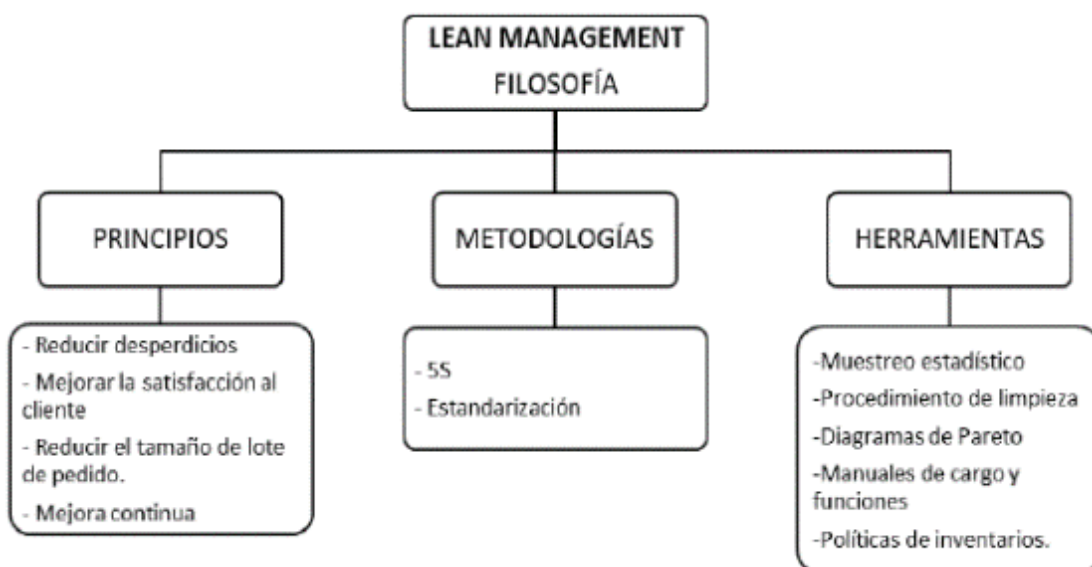 LEAN MANAGEMENT
FILOSOFÍA
PRINCIPIOS
METODOLOGÍAS
HERRAMIENTAS
- Reducir desperdicios
- Mejorar la satisfacción al
cliente
- Reducir el tamaño de lote
de pedido.
- Mejora continua
- 5S
- Estandarización
-Muestreo estadístico
-Procedimiento de limpieza
-Diagramas de Pareto
-Manuales de cargo y
funciones
-Políticas de inventarios.